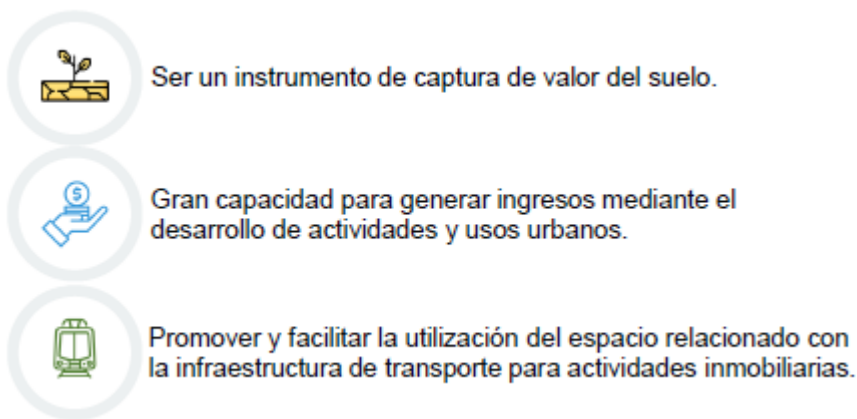 Ser un instrumento de captura de valor del suelo.
Gran capacidad para generar ingresos mediante el
desarrollo de actividades y usos urbanos.
Promover y facilitar la utilización del espacio relacionado con
la infraestructura de transporte para actividades inmobiliarias.